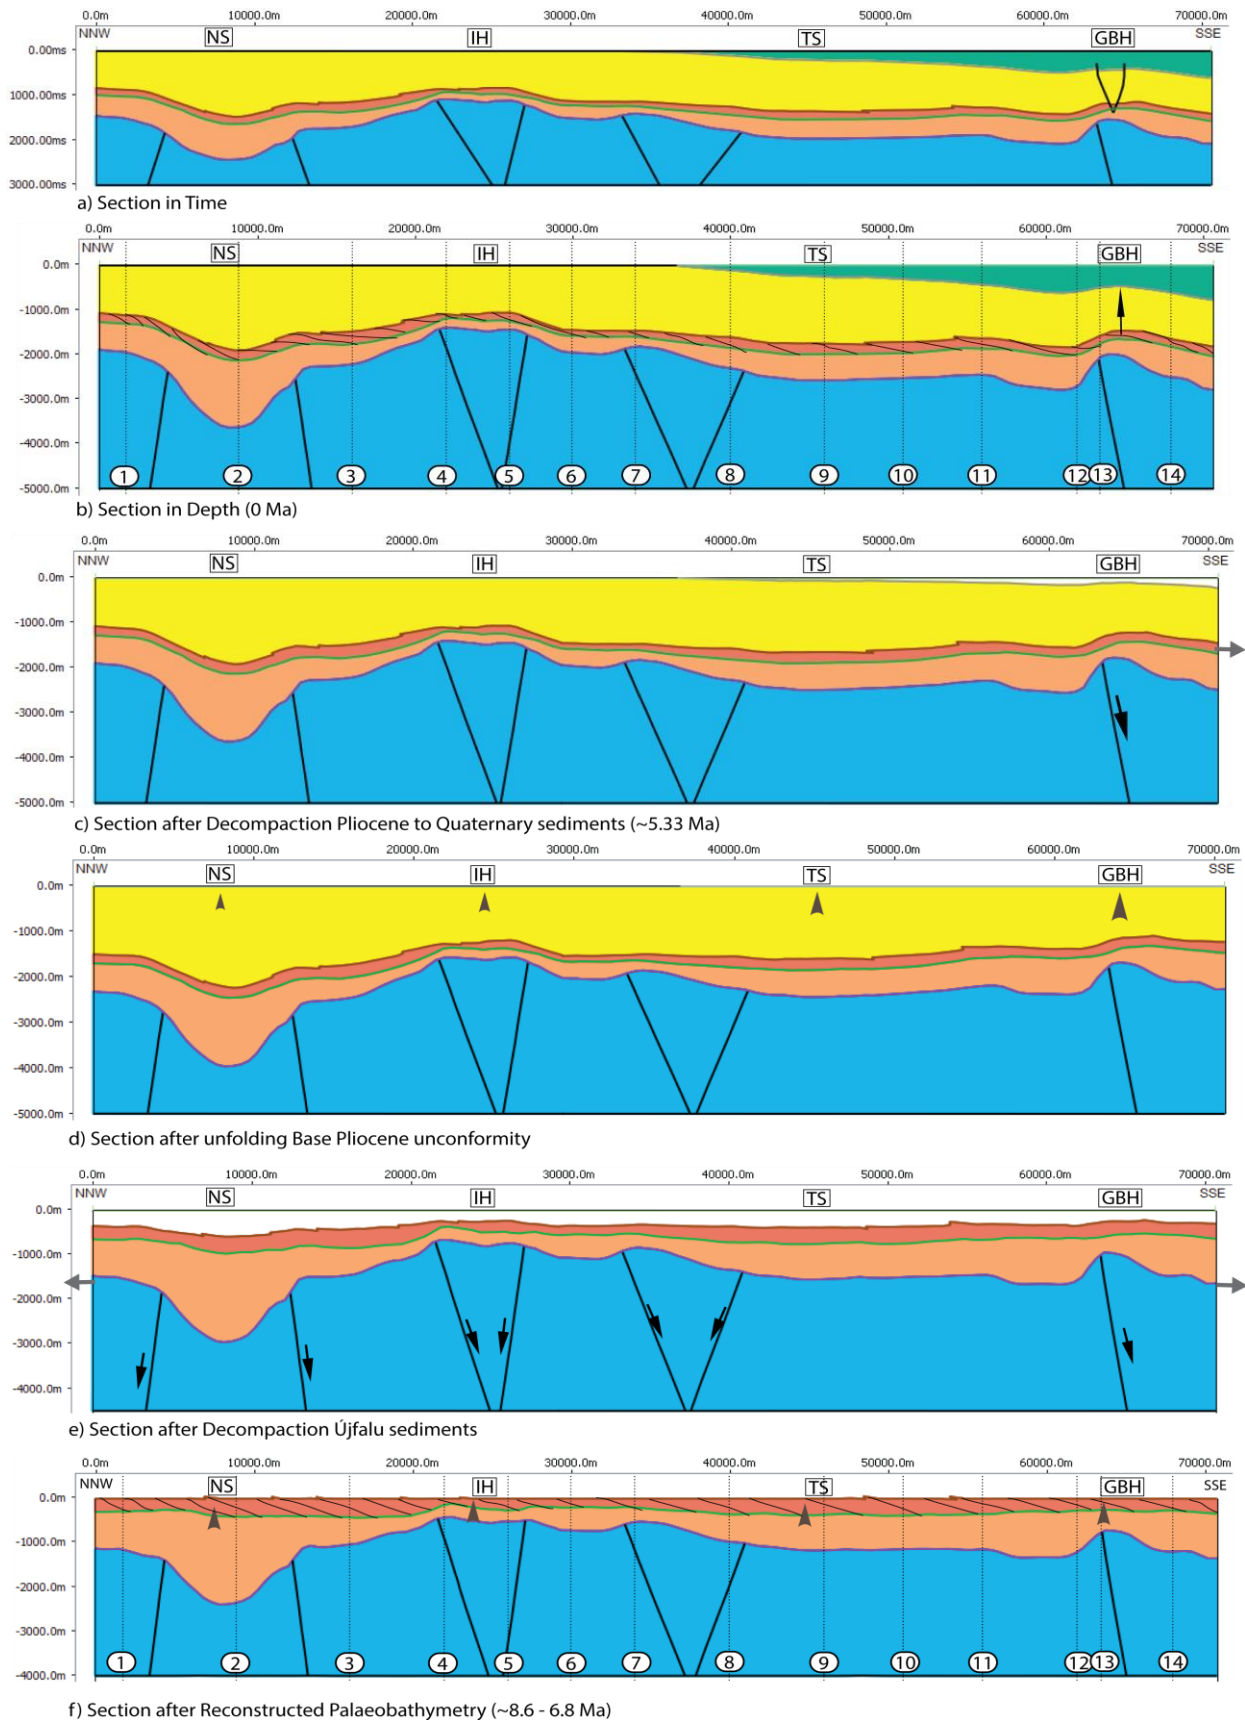 0.0m 10000.0m 20000.0m 30000.0m 40000.0m 50000.0m 60000.0m 70000.0m
NNW NS IH TS GBH SSE
0.00ms
1000.00ms
2000.00ms
3000.00ms
a) Section in Time
0.0m 10000.0m 20000.0m 30000.0m 40000.0m 50000.0m 60000.0m 70000.0m
NNW NS IH TS GBH SSE
0.0m
-1000.0m
-2000.0m
-3000.0m
-4000.0m
1 2 3 4 5 6 7 8 9 10 11 12 13 14
-5000.0m
b) Section in Depth (0 Ma)
0.0m 10000.0m 20000.0m 30000.0m 40000.0m 50000.0m 60000.0m 70000.0m
NNW NS IH TS GBH SSE
0.0m
-1000.0m
-2000.0m
-3000.0m
-4000.0m
-5000.0m
c) Section after Decompaction Pliocene to Quaternary sediments (~5.33 Ma)
0.0m 10000.0m 20000.0m 30000.0m 40000.0m 50000.0m 60000.0m 70000.0m
NNW NS IH TS GBH SSE
0.0m
-1000.0m
-2000.0m
-3000.0m
-4000.0m
-5000.0m
d) Section after unfolding Base Pliocene unconformity
0.0m 10000.0m 20000.0m 30000.0m 40000.0m 50000.0m 60000.0m 70000.0m
NNW NS IH TS GBH SSE
0.0m
-1000.0m
-2000.0m
-3000.0m
-4000.0m
e) Section after Decompaction Újfalu sediments
0.0m 10000.0m 20000.0m 30000.0m 40000.0m 50000.0m 60000.0m 70000.0m
NNW NS IH TS GBH SSE
0.0m
-1000.0m
-2000.0m
-3000.0m
1 2 3 4 5 6 7 8 9 10 11 12 13 14
-4000.0m
f) Section after Reconstructed Palaeobathymetry (~8.6 - 6.8 Ma)